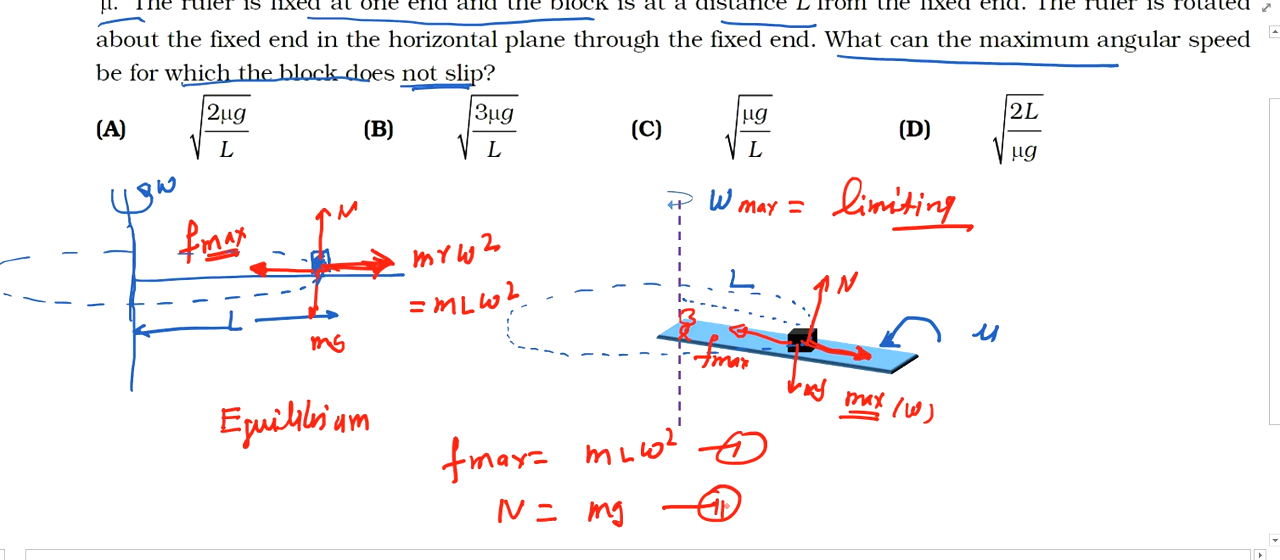 μ. The ruler is fixed at one end and the block is at a distance L from the fixed end. The ruler is rotated
about the fixed end in the horizontal plane through the fixed end. What can the maximum angular speed
be for which the block does not slip?
(A) √(2μg/L) (B) √(3μg/L) (C) √(μg/L) (D) √(2L/μg)
ω
N
ω max = limiting
f max
mrω²
= mLω²
L
mg
L
N
μ
f max
mg
max (ω)
Equilibrium
f max = mLω² — I
N = mg — II